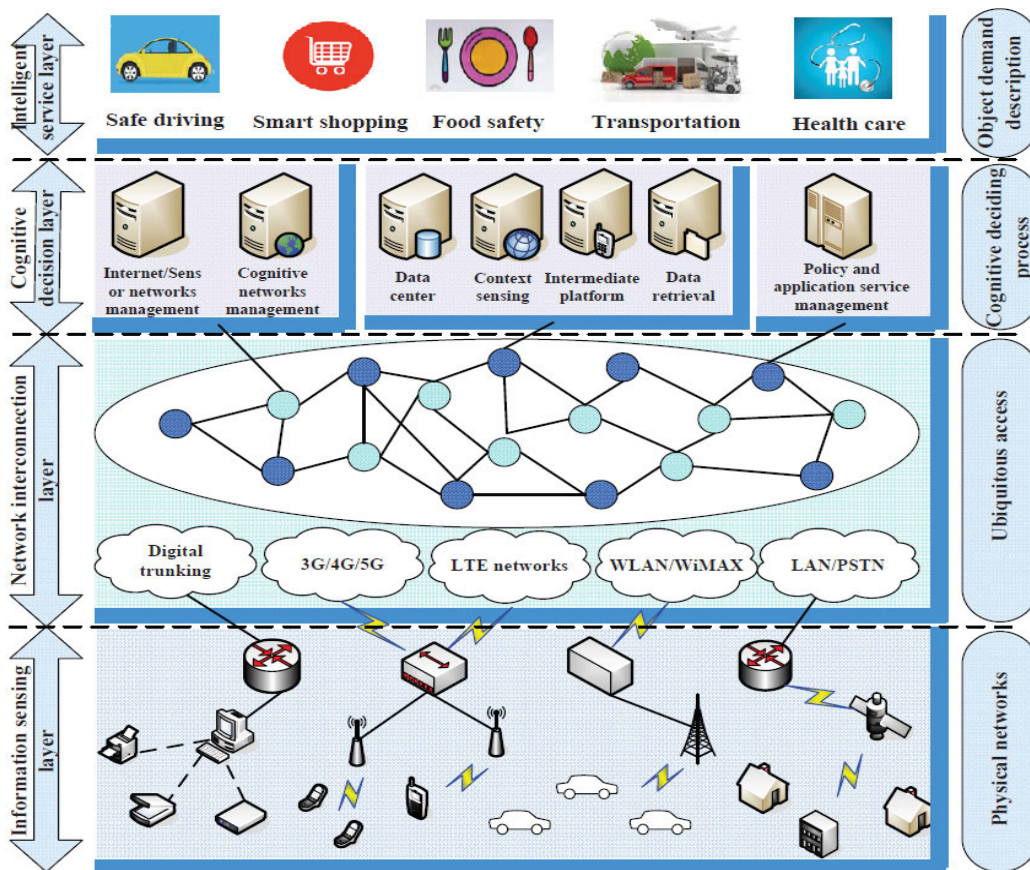 Intelligent
service layer
Safe driving
Smart shopping
Food safety
Transportation
Health care
Object demand
description
Cognitive
decision layer
Internet/Sens
or networks
management
Cognitive
networks
management
Data
center
Context
sensing
Intermediate
platform
Data
retrieval
Policy and
application service
management
Cognitive deciding
process
Network interconnection
layer
Digital
trunking
3G/4G/5G
LTE networks
WLAN/WiMAX
LAN/PSTN
Ubiquitous access
Information sensing
layer
Physical networks